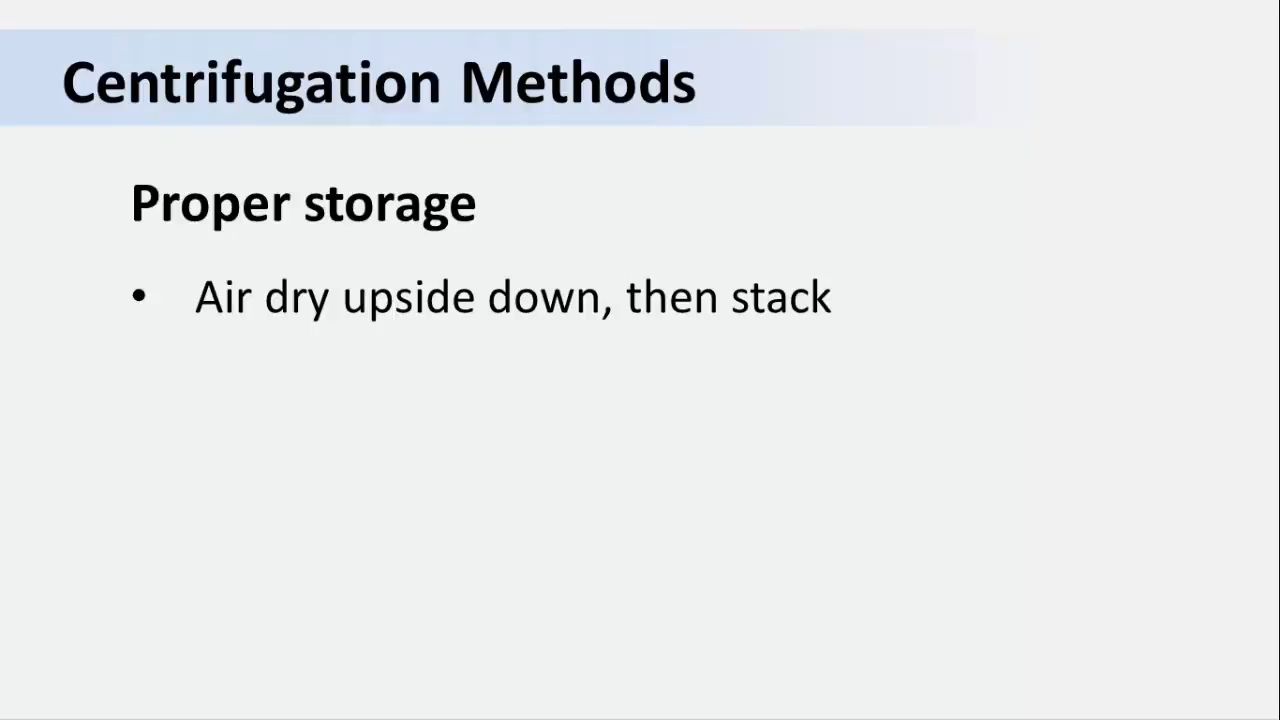 Centrifugation Methods
Proper storage
• Air dry upside down, then stack